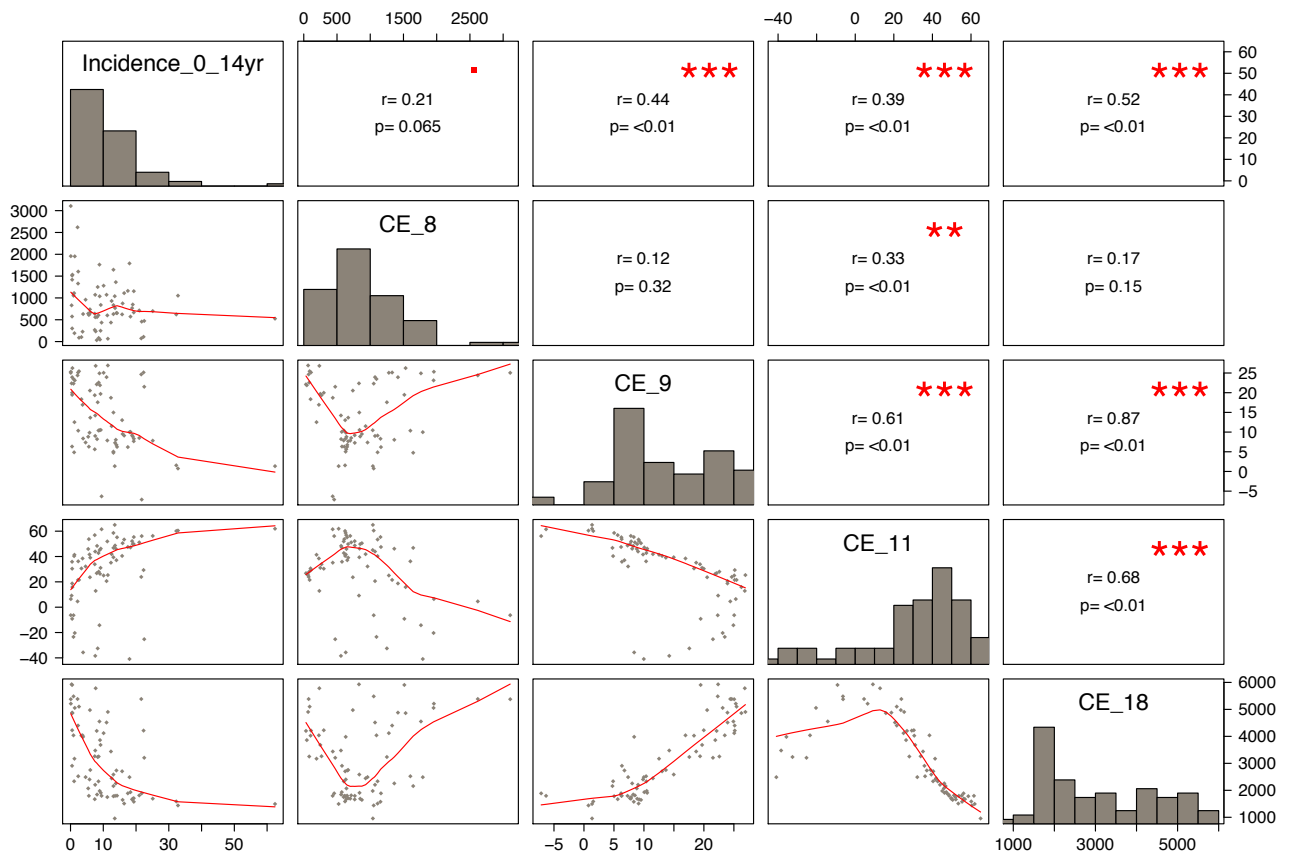 0 500 1500 2500
−40 0 20 40 60
Incidence_0_14yr
r= 0.21
p= 0.065
***
r= 0.44
p= <0.01
***
r= 0.39
p= <0.01
***
r= 0.52
p= <0.01
60
50
40
30
20
10
0
3000
2500
2000
1500
1000
500
0
CE_8
r= 0.12
p= 0.32
**
r= 0.33
p= <0.01
r= 0.17
p= 0.15
CE_9
***
r= 0.61
p= <0.01
***
r= 0.87
p= <0.01
25
20
15
10
5
0
−5
60
40
20
0
−20
−40
CE_11
***
r= 0.68
p= <0.01
CE_18
6000
5000
4000
3000
2000
1000
0 10 30 50
−5 0 5 10 20
1000 3000 5000